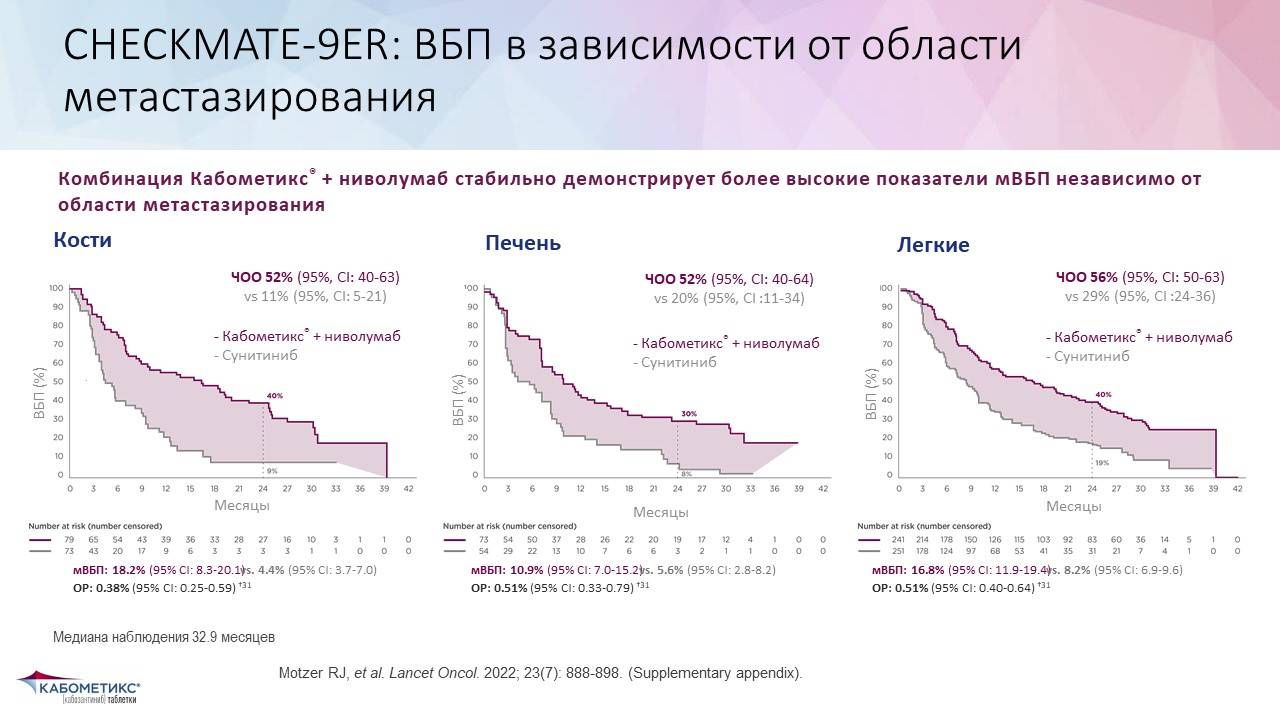 CHECKMATE-9ER: ВБП в зависимости от области
метастазирования
Комбинация Кабометикс® + ниволумаб стабильно демонстрирует более высокие показатели мВБП независимо от
области метастазирования
Кости
ЧОО 52% (95%, CI: 40-63)
vs 11% (95%, CI: 5-21)
- Кабометикс® + ниволумаб
- Сунитиниб
ВБП (%)
100
90
80
70
60
50
40
30
20
10
0
40%
9%
0 3 6 9 12 15 18 21 24 27 30 33 36 39 42
Месяцы
Number at risk (number censored)
79 65 54 43 39 36 33 28 27 16 10 3 1 1 0
73 43 20 17 9 6 3 3 3 3 1 1 0 0 0
мВБП: 18.2% (95% CI: 8.3-20.1) vs. 4.4% (95% CI: 3.7-7.0)
ОР: 0.38% (95% CI: 0.25-0.59) †31
Печень
ЧОО 52% (95%, CI: 40-64)
vs 20% (95%, CI :11-34)
- Кабометикс® + ниволумаб
- Сунитиниб
ВБП (%)
100
90
80
70
60
50
40
30
20
10
0
30%
8%
0 3 6 9 12 15 18 21 24 27 30 33 36 39 42
Месяцы
Number at risk (number censored)
73 54 50 37 28 26 22 20 19 17 12 4 1 0 0
54 29 22 13 10 7 6 6 3 2 1 1 0 0 0
мВБП: 10.9% (95% CI: 7.0-15.2) vs. 5.6% (95% CI: 2.8-8.2)
ОР: 0.51% (95% CI: 0.33-0.79) †31
Легкие
ЧОО 56% (95%, CI: 50-63)
vs 29% (95%, CI :24-36)
- Кабометикс® + ниволумаб
- Сунитиниб
ВБП (%)
100
90
80
70
60
50
40
30
20
10
0
40%
19%
0 3 6 9 12 15 18 21 24 27 30 33 36 39 42
Месяцы
Number at risk (number censored)
241 214 178 150 126 115 103 92 83 60 36 14 5 1 0
251 178 124 97 68 53 41 35 31 21 7 4 1 0 0
мВБП: 16.8% (95% CI: 11.9-19.4) vs. 8.2% (95% CI: 6.9-9.6)
ОР: 0.51% (95% CI: 0.40-0.64) †31
Медиана наблюдения 32.9 месяцев
Motzer RJ, et al. Lancet Oncol. 2022; 23(7): 888-898. (Supplementary appendix).
КАБОМЕТИКС®
(кабозантиниб) таблетки